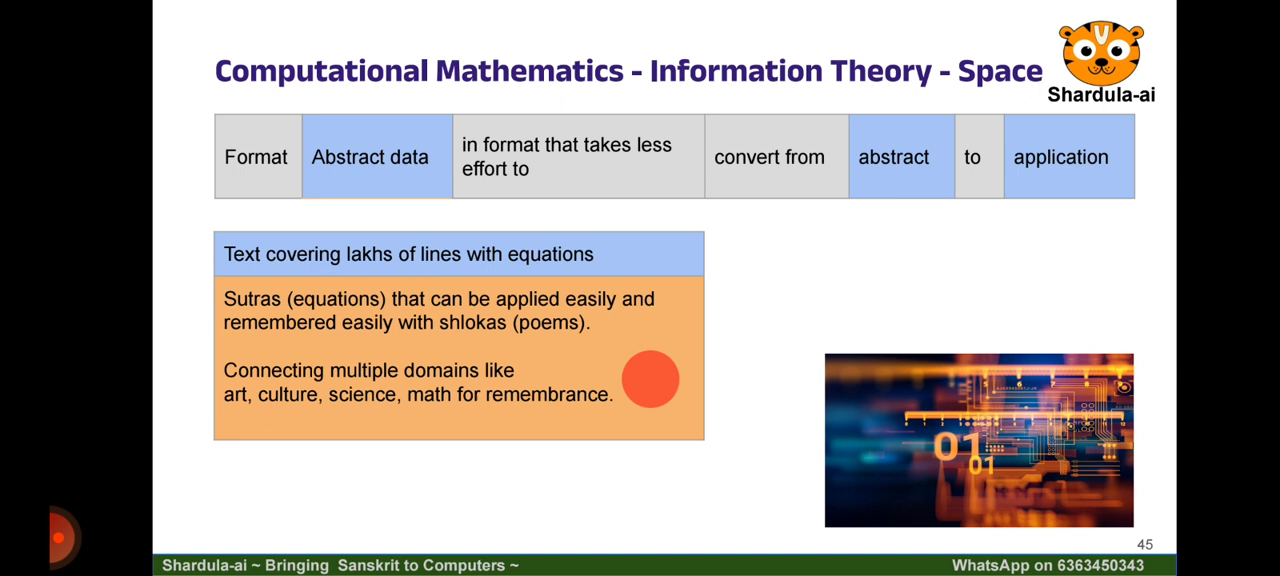 Computational Mathematics - Information Theory - Space
Shardula-ai
Format
Abstract data
in format that takes less
effort to
convert from
abstract
to
application
Text covering lakhs of lines with equations
Sutras (equations) that can be applied easily and
remembered easily with shlokas (poems).
Connecting multiple domains like
art, culture, science, math for remembrance.
01
01
45
Shardula-ai ~ Bringing Sanskrit to Computers ~
WhatsApp on 6363450343